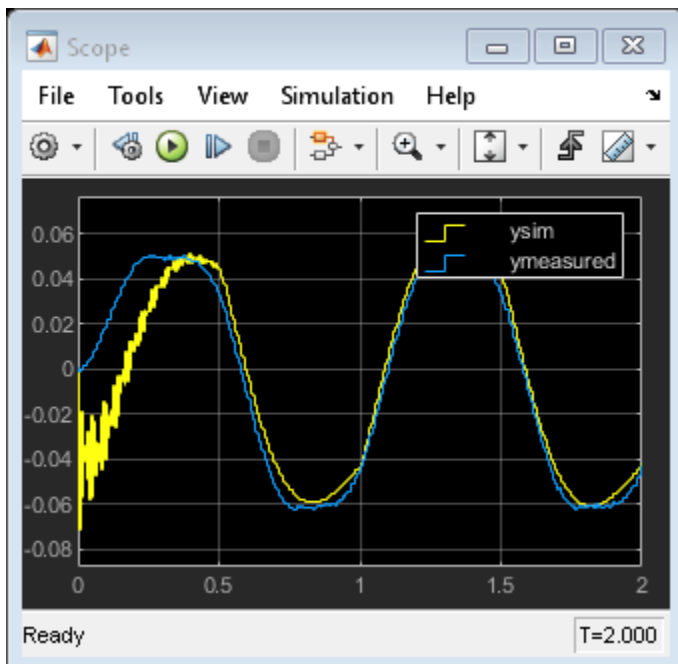 Scope
File Tools View Simulation Help
ysim
ymeasured
0.06
0.04
0.02
0
-0.02
-0.04
-0.06
-0.08
0 0.5 1 1.5 2
Ready T=2.000